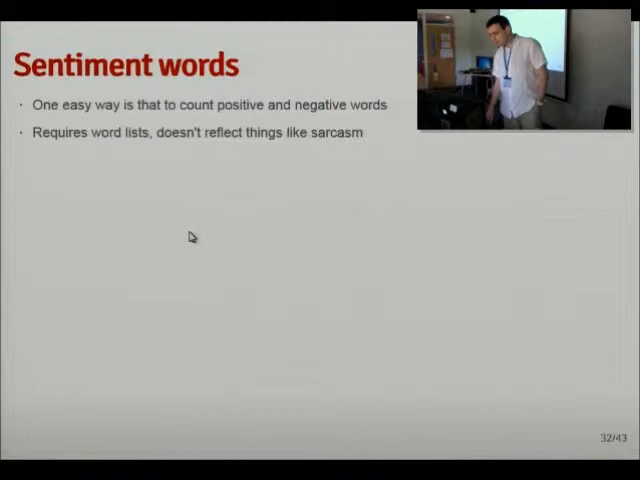 Sentiment words
· One easy way is that to count positive and negative words
· Requires word lists, doesn't reflect things like sarcasm
32/43